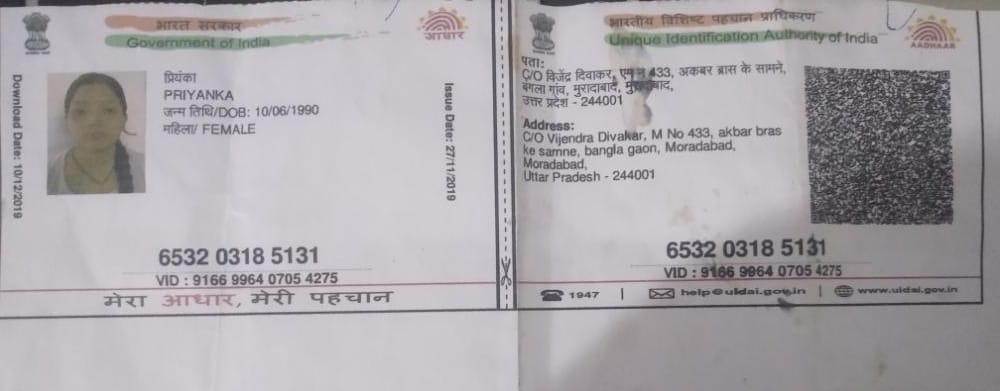 भारत सरकार
Government of India
आधार
Download Date: 10/12/2019
प्रियंका
PRIYANKA
जन्म तिथि/DOB: 10/06/1990
महिला/ FEMALE
Issue Date: 27/11/2019
6532 0318 5131
VID : 9166 9964 0705 4275
मेरा आधार, मेरी पहचान
भारतीय विशिष्ट पहचान प्राधिकरण
Unique Identification Authority of India
AADHAAR
पता:
C/O विजेंद्र दिवाकर, 433, अकबर ब्रास के सामने,
बंगला गांव, मुरादाबाद, मुरादाबाद,
उत्तर प्रदेश - 244001
Address:
C/O Vijendra Divakar, M No 433, akbar bras
ke samne, bangla gaon, Moradabad,
Moradabad,
Uttar Pradesh - 244001
6532 0318 5131
VID : 9166 9964 0705 4275
1947 | help@uidai.gov.in | www.uidai.gov.in